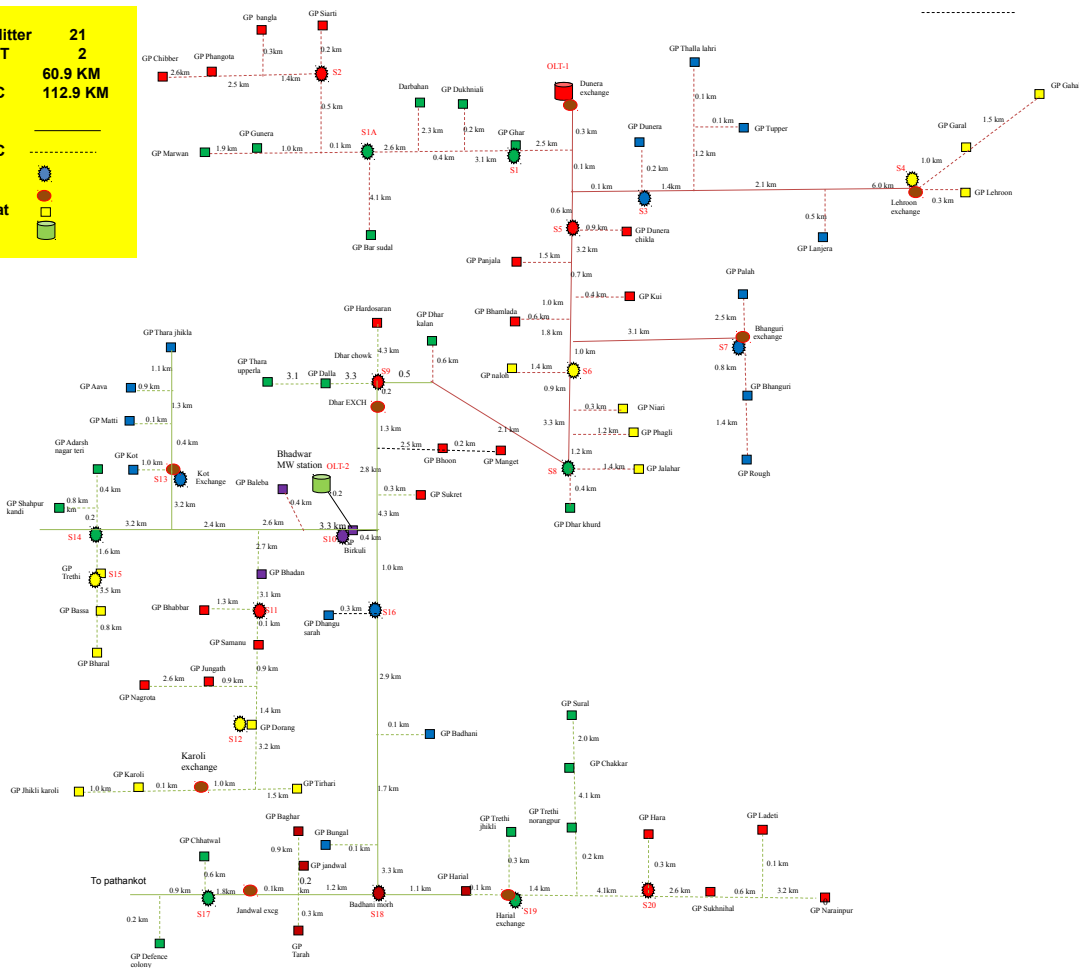 litter 21
T 2
60.9 KM
C 112.9 KM
C
at
GP bangla
GP Siarti
GP Chibber
GP Phangota
0.3km
0.2 km
2.6km
S2
2.5 km
1.4km
0.5 km
OLT-1
Dunera
exchange
GP Thalla lahri
GP Gahal
Darbahan
GP Dukhniali
0.1 km
1.5 km
0.3 km
GP Dunera
0.1 km
GP Tupper
GP Garal
GP Gunera
S1A
2.3 km
0.2 km
GP Ghar
2.5 km
GP Marwan
1.9 km
1.0 km
0.1 km
2.6 km
0.4 km
3.1 km
S1
0.1 km
0.2 km
1.2 km
1.0 km
S4
0.1 km
1.4km
2.1 km
6.0 km
0.3 km
GP Lehroon
Lehroon
exchange
4.1 km
S3
0.6 km
0.5 km
S5
0.9 km
GP Dunera
chikla
GP Lanjera
GP Bar sudal
3.2 km
GP Panjala
1.5 km
0.7 km
GP Palah
GP Hardosaran
GP Dhar
kalan
1.0 km
0.4 km
GP Kui
2.5 km
GP Bhamlada
0.6 km
1.8 km
3.1 km
Bhanguri
exchange
GP Thara jhikla
4.3 km
Dhar chowk
1.0 km
S7
GP Thara
upperla
GP Dalla
S9
0.6 km
GP naloh
1.4 km
S6
0.8 km
1.1 km
3.1
3.3
0.5
GP Aava
0.9 km
0.2
0.9 km
GP Bhanguri
1.3 km
Dhar EXCH
0.3 km
GP Niari
GP Matti
0.1 km
1.3 km
2.1 km
3.3 km
1.2 km
GP Phagli
1.4 km
0.4 km
2.5 km
0.2 km
1.2 km
GP Adarsh
nagar teri
GP Kot
1.0 km
Bhadwar
MW station
OLT-2
GP Bhoon
GP Manget
GP Rough
S13
Kot
Exchange
2.8 km
S8
1.4 km
GP Jalahar
0.4 km
GP Baleba
0.2
0.3 km
GP Sukret
0.4 km
GP Shahpur
kandi
0.8 km
km
0.4 km
3.2 km
4.3 km
GP Dhar khurd
0.2
3.2 km
2.4 km
2.6 km
3.3 km
S14
S10
GP
Birkuli
0.4 km
1.6 km
2.7 km
GP
Trethi
S15
GP Bhadan
1.0 km
3.5 km
3.1 km
GP Bassa
GP Bhabbar
1.3 km
S11
0.3 km
S16
0.1 km
GP Dhangu
sarah
0.8 km
GP Samanu
GP Bharal
GP Jungath
0.9 km
2.9 km
2.6 km
0.9 km
GP Nagrota
1.4 km
GP Sural
GP Dorang
0.1 km
GP Badhani
S12
2.0 km
3.2 km
Karoli
exchange
GP Chakkar
GP Karoli
GP Tirhari
1.7 km
GP Jhikli karoli
1.0 km
0.1 km
1.0 km
1.5 km
4.1 km
GP Baghar
GP Bungal
GP Trethi
jhikli
GP Trethi
norangpur
GP Hara
GP Ladeti
GP Chhatwal
0.9 km
0.1 km
0.2 km
0.1 km
GP jandwal
0.3 km
0.3 km
0.6 km
3.3 km
To pathankot
0.2
km
GP Harial
0.9 km
1.8km
0.1km
1.2 km
1.1 km
0.1 km
1.4 km
4.1km
2.6 km
0.6 km
3.2 km
S17
Jandwal excg
Badhani morh
S18
Harial
exchange
S19
S20
GP Sukhnihal
GP Narainpur
0.2 km
0.3 km
GP Defence
colony
GP
Tarah